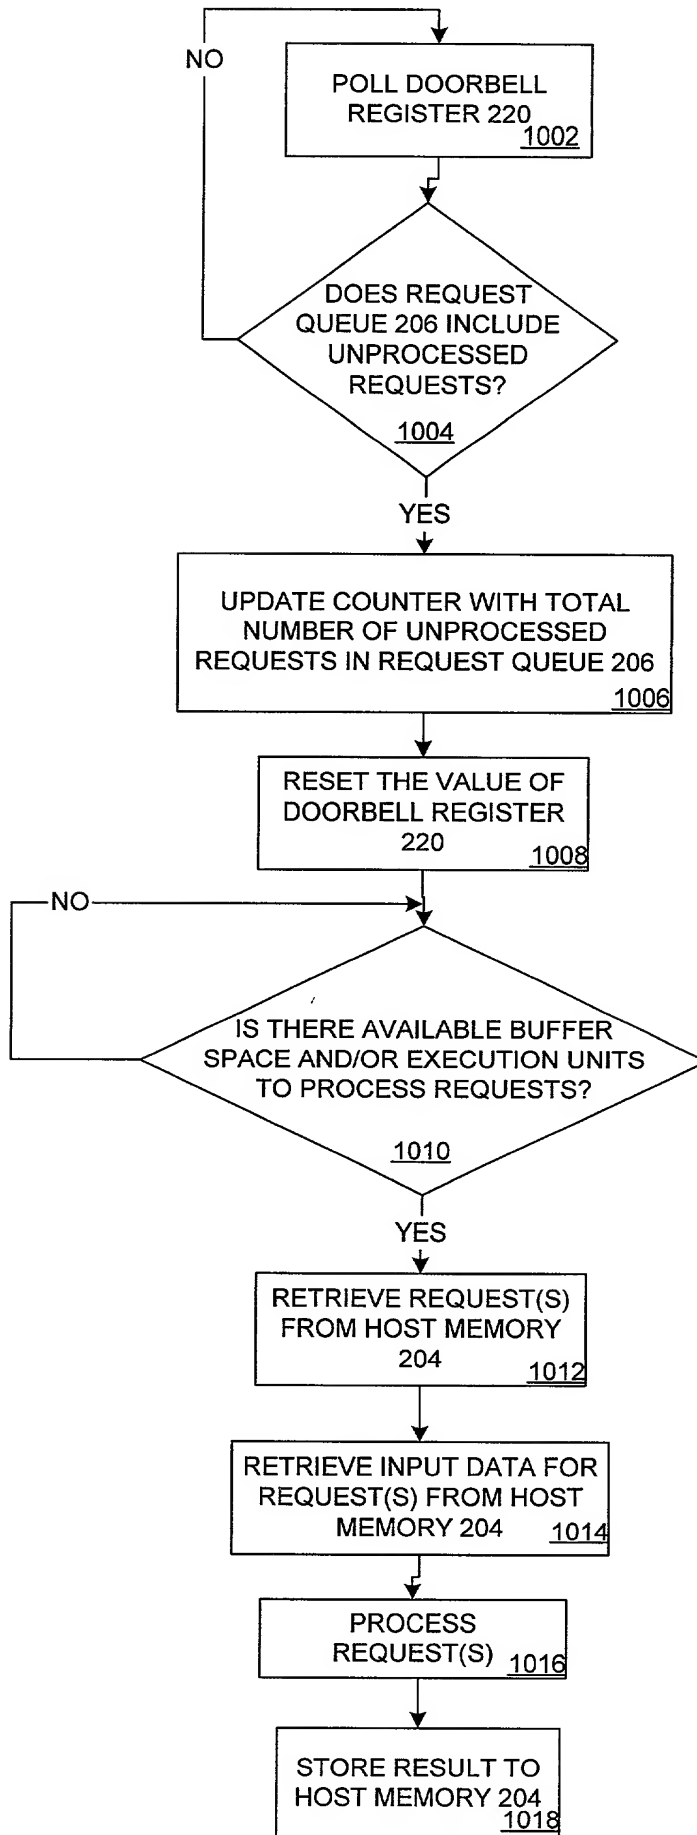 NO
POLL DOORBELL
REGISTER 220
1002
DOES REQUEST
QUEUE 206 INCLUDE
UNPROCESSED
REQUESTS?
1004
YES
UPDATE COUNTER WITH TOTAL
NUMBER OF UNPROCESSED
REQUESTS IN REQUEST QUEUE 206
1006
RESET THE VALUE OF
DOORBELL REGISTER
220
1008
NO
IS THERE AVAILABLE BUFFER
SPACE AND/OR EXECUTION UNITS
TO PROCESS REQUESTS?
1010
YES
RETRIEVE REQUEST(S)
FROM HOST MEMORY
204
1012
RETRIEVE INPUT DATA FOR
REQUEST(S) FROM HOST
MEMORY 204
1014
PROCESS
REQUEST(S)
1016
STORE RESULT TO
HOST MEMORY 204
1018